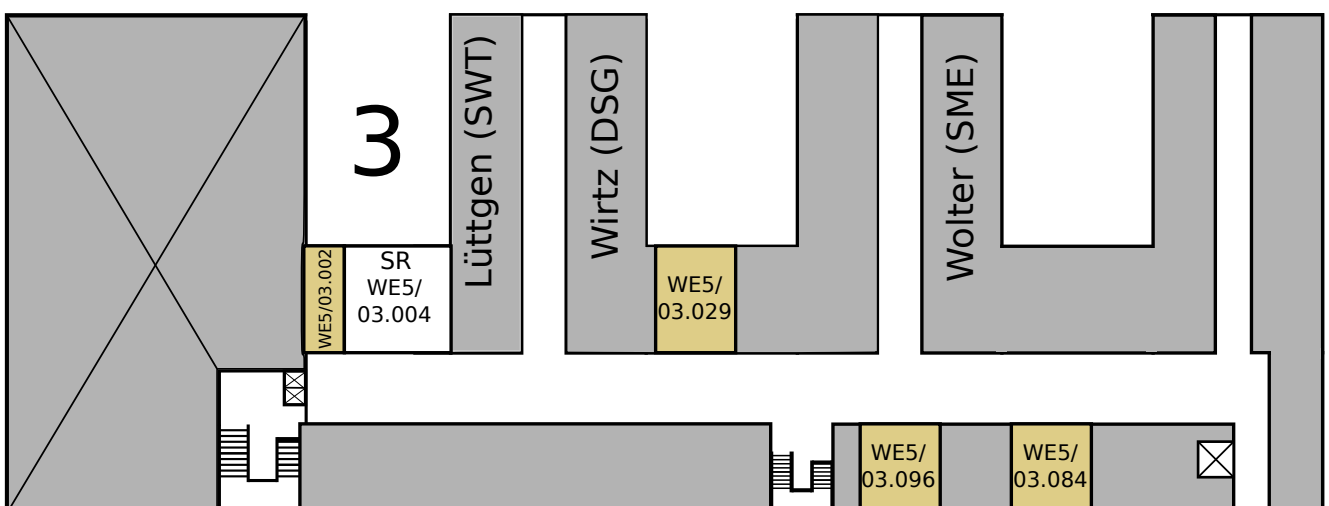 3
Lüttgen (SWT)
Wirtz (DSG)
Wolter (SME)
WE5/03.002
SR
WE5/
03.004
WE5/
03.029
WE5/
03.096
WE5/
03.084